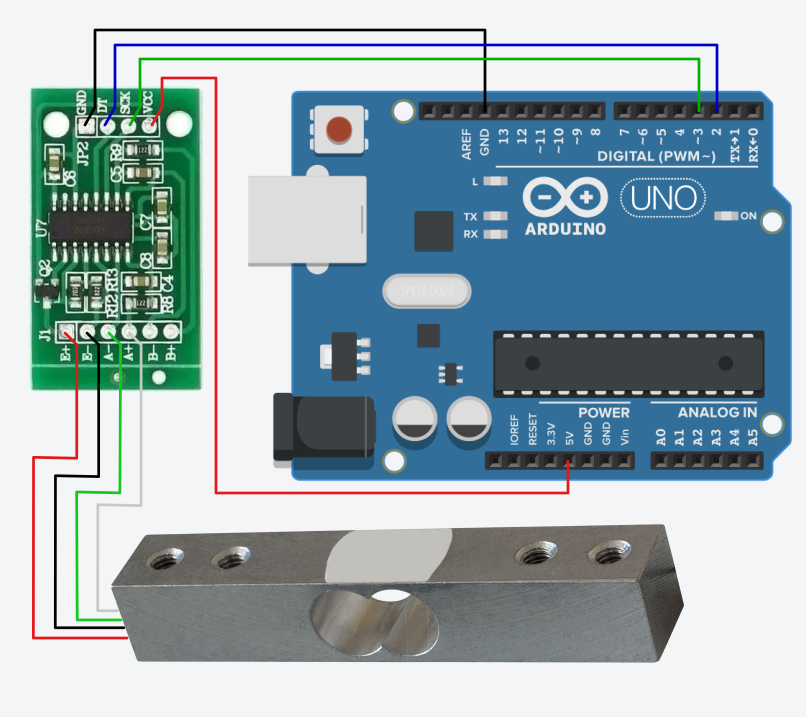 GND
DT
SCK
VCC
JP2
R9
C5
C6
U7
C7
C8
Q2
R13
R12
C4
R8
J1
E+
E-
A-
A+
B-
B+
AREF
GND
13
12
~11
~10
~9
8
7
~6
~5
4
~3
2
TX→1
RX←0
DIGITAL (PWM ~)
L
TX
RX
UNO
ON
ARDUINO
SPK16.000G
POWER
ANALOG IN
IOREF
RESET
3.3V
5V
GND
GND
Vin
A0
A1
A2
A3
A4
A5